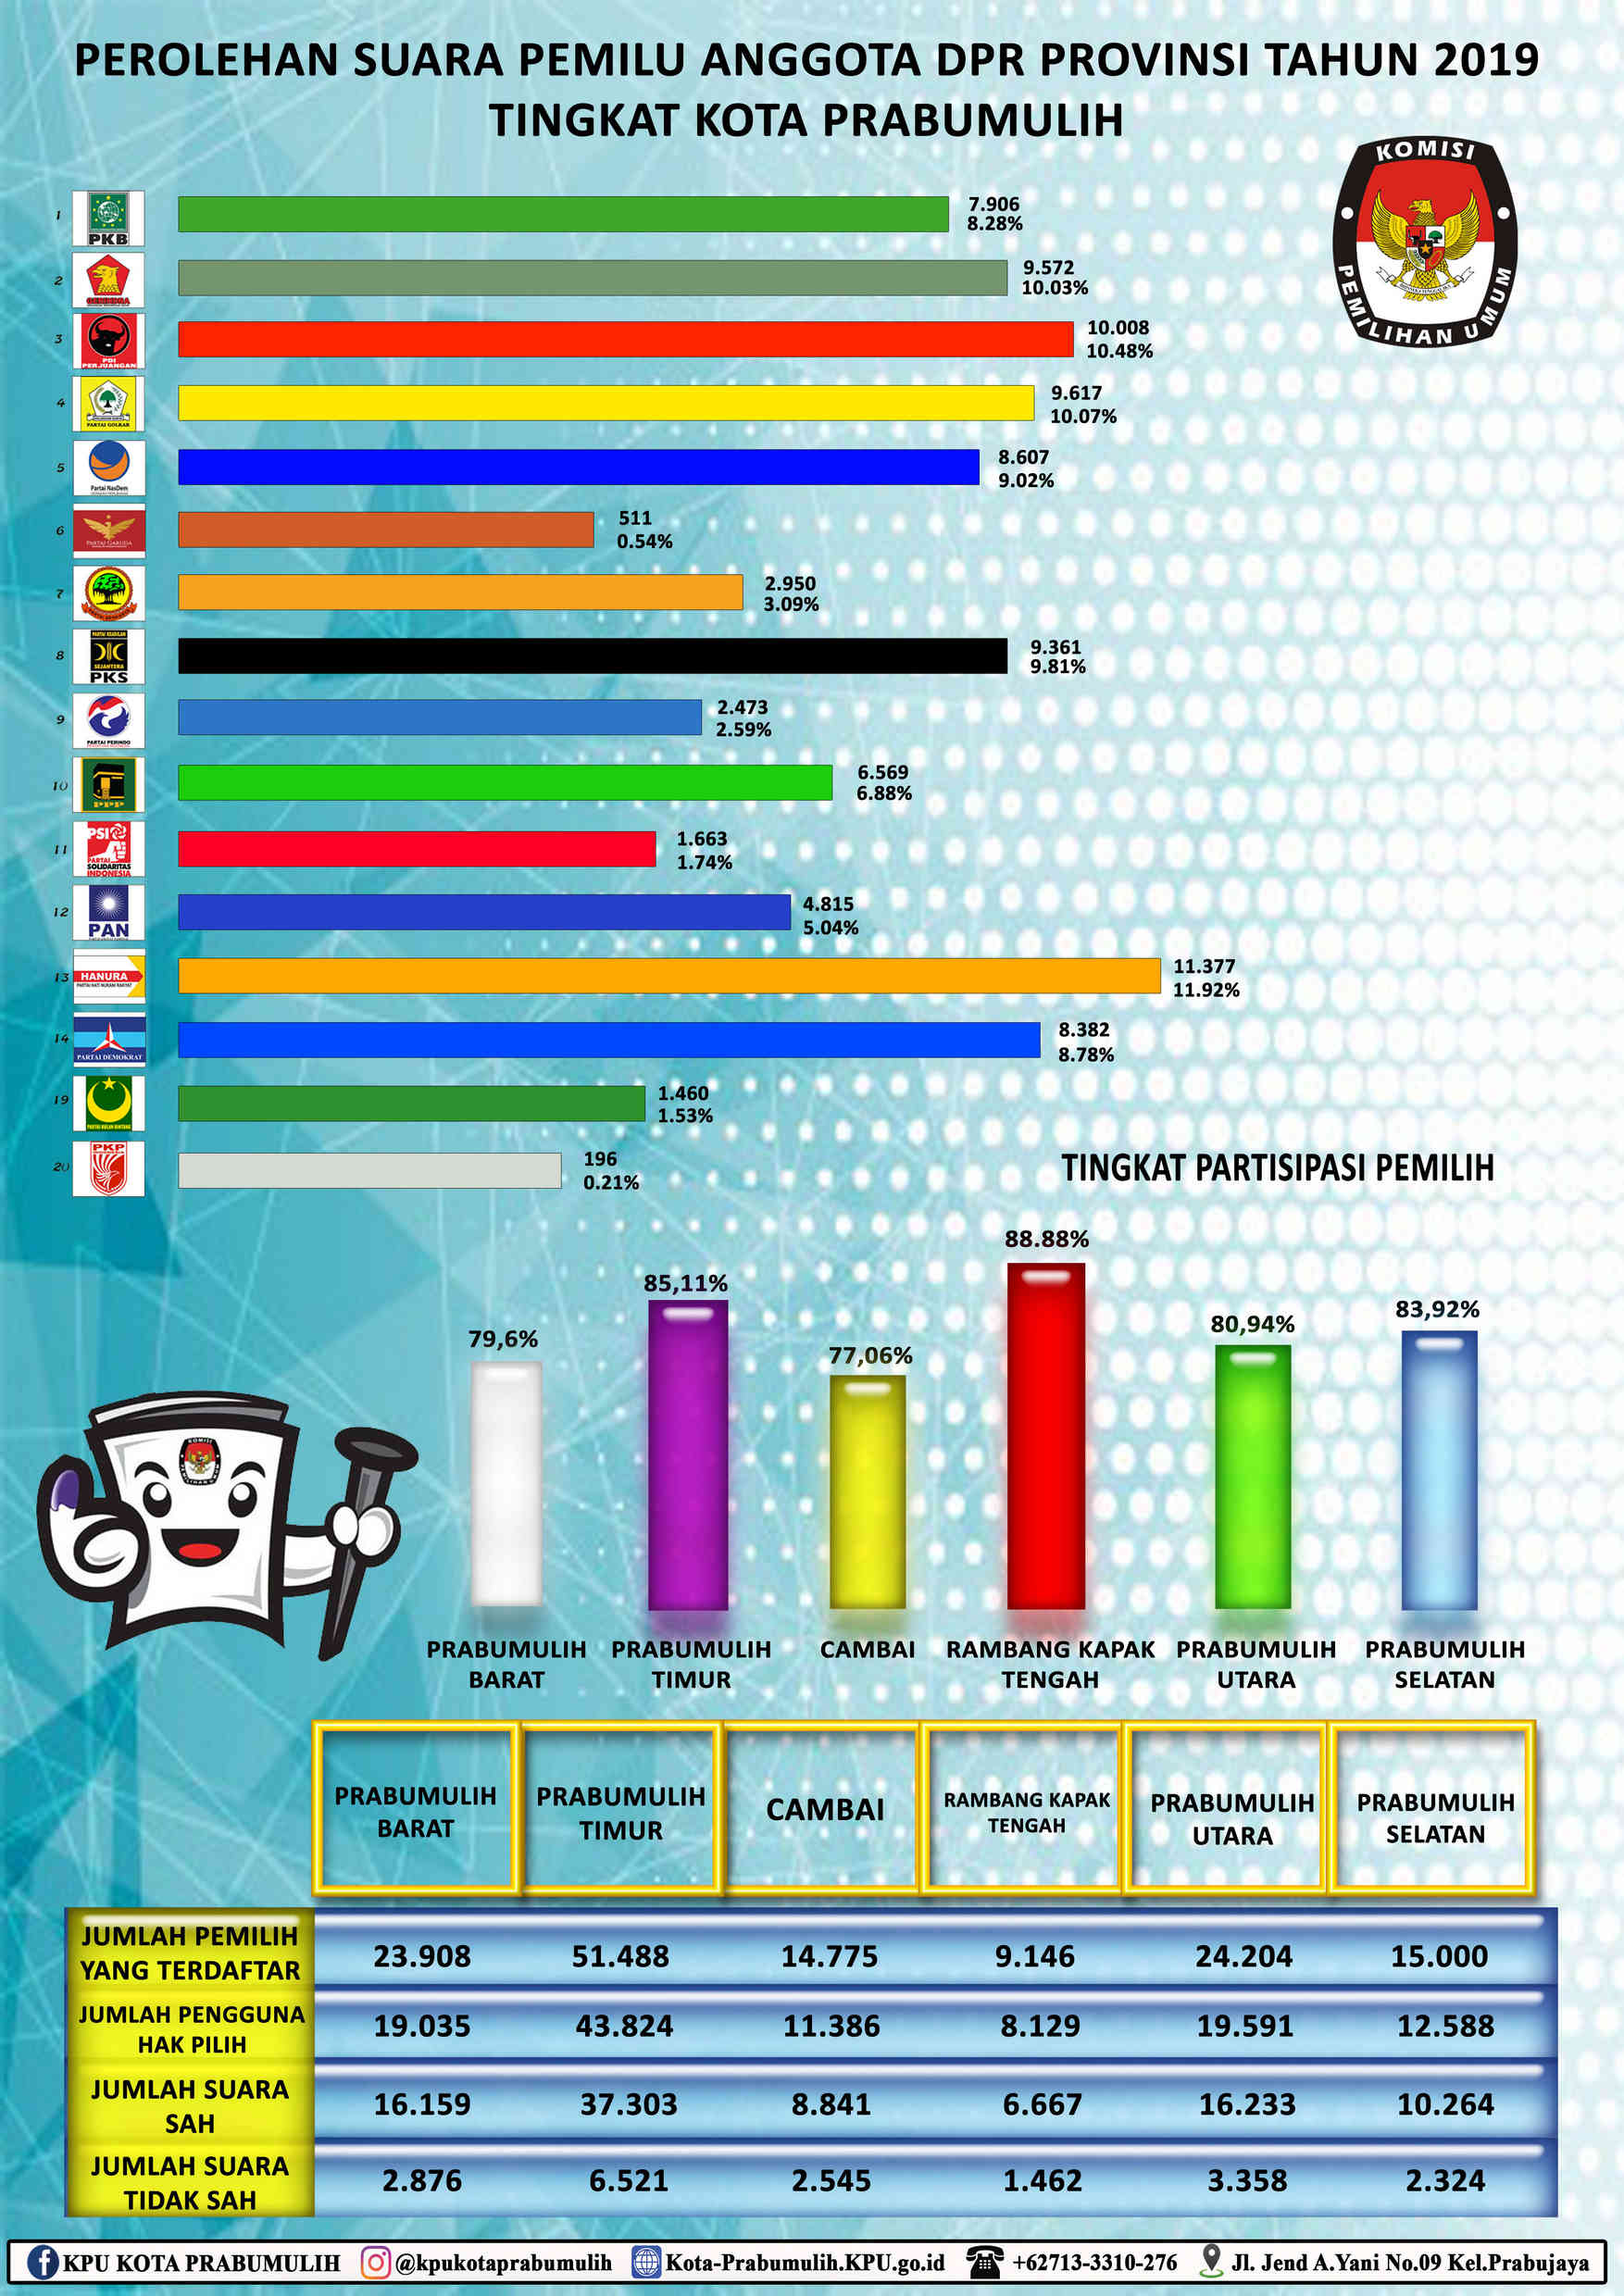 PEROLEHAN SUARA PEMILU ANGGOTA DPR PROVINSI TAHUN 2019
TINGKAT KOTA PRABUMULIH
KOMISI
PEMILIHAN UMUM
1
PKB
7.906
8.28%
2
GERINDRA
9.572
10.03%
3
PDI
PERJUANGAN
10.008
10.48%
4
PARTAI GOLKAR
9.617
10.07%
5
Partai NasDem
8.607
9.02%
6
PARTAI GARUDA
511
0.54%
7
2.950
3.09%
8
PARTAI KEADILAN
SEJAHTERA
PKS
9.361
9.81%
9
PARTAI PERINDO
2.473
2.59%
10
PPP
6.569
6.88%
11
PSI
PARTAI
SOLIDARITAS
INDONESIA
1.663
1.74%
12
PAN
4.815
5.04%
13
HANURA
PARTAI HATI NURANI RAKYAT
11.377
11.92%
14
PARTAI DEMOKRAT
8.382
8.78%
19
PARTAI BULAN BINTANG
1.460
1.53%
20
PKP
196
0.21%
TINGKAT PARTISIPASI PEMILIH
79,6%
85,11%
77,06%
88.88%
80,94%
83,92%
KOMISI
PRABUMULIH
BARAT
PRABUMULIH
TIMUR
CAMBAI
RAMBANG KAPAK
TENGAH
PRABUMULIH
UTARA
PRABUMULIH
SELATAN
PRABUMULIH
BARAT
PRABUMULIH
TIMUR
CAMBAI
RAMBANG KAPAK
TENGAH
PRABUMULIH
UTARA
PRABUMULIH
SELATAN
JUMLAH PEMILIH
YANG TERDAFTAR
23.908 51.488 14.775 9.146 24.204 15.000
JUMLAH PENGGUNA
HAK PILIH
19.035 43.824 11.386 8.129 19.591 12.588
JUMLAH SUARA
SAH
16.159 37.303 8.841 6.667 16.233 10.264
JUMLAH SUARA
TIDAK SAH
2.876 6.521 2.545 1.462 3.358 2.324
KPU KOTA PRABUMULIH @kpukotaprabumulih Kota-Prabumulih.KPU.go.id +62713-3310-276 Jl. Jend A.Yani No.09 Kel.Prabujaya